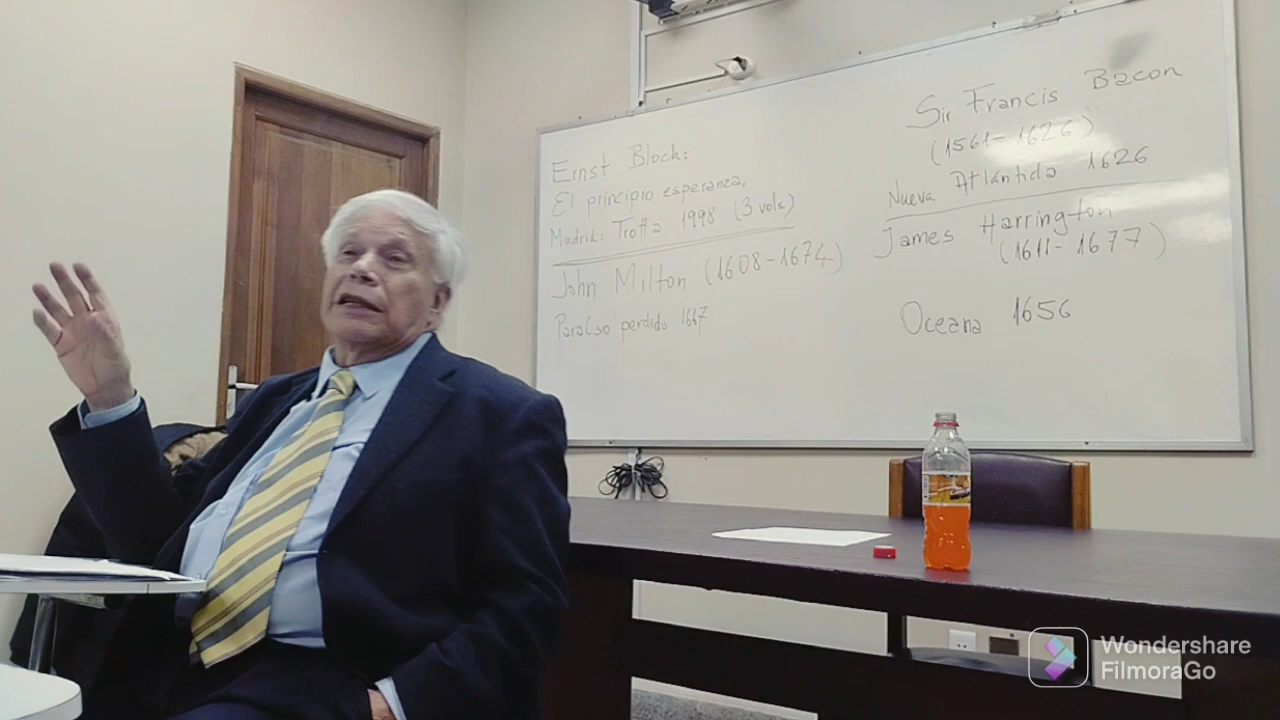 Ernst Bloch:
El principio esperanza,
Madrid: Trotta 1998 (3 vols)
John Milton (1608-1674)
Paraíso perdido 1667
Sir Francis Bacon
(1561-1626)
Nueva Atlántida 1626
James Harrington
(1611-1677)
Oceana 1656
Wondershare
FilmoraGo